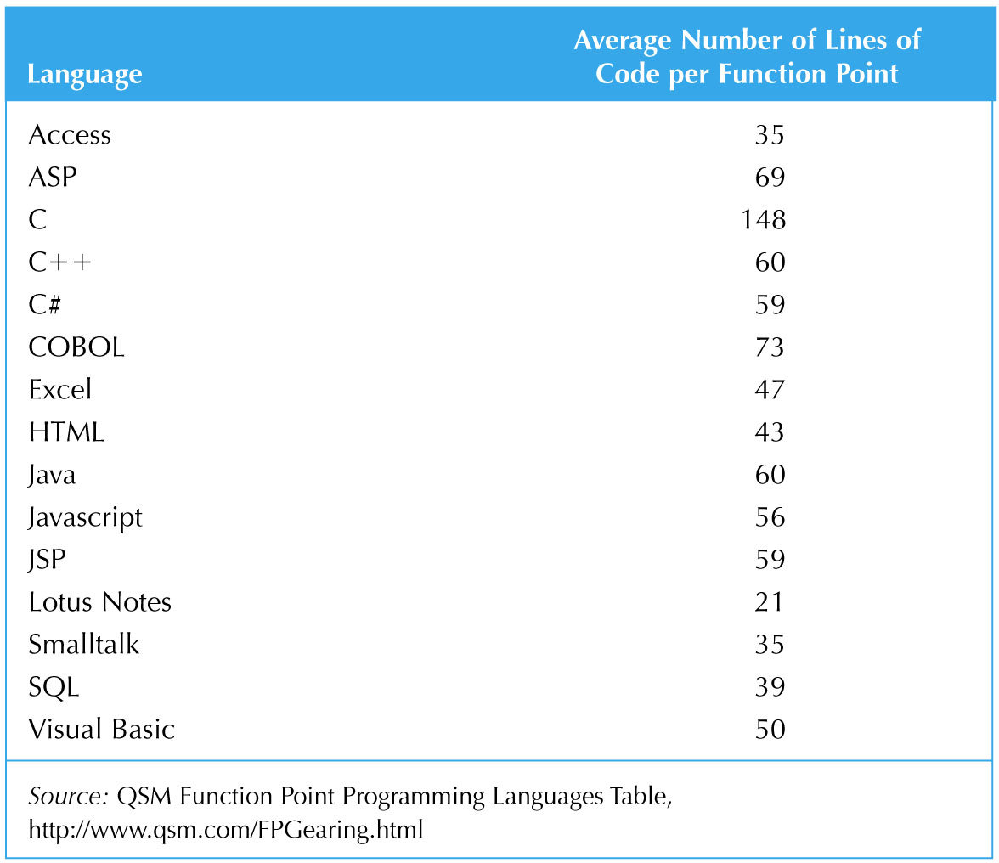 Language
Average Number of Lines of
Code per Function Point
Access 35
ASP 69
C 148
C++ 60
C# 59
COBOL 73
Excel 47
HTML 43
Java 60
Javascript 56
JSP 59
Lotus Notes 21
Smalltalk 35
SQL 39
Visual Basic 50
Source: QSM Function Point Programming Languages Table,
http://www.qsm.com/FPGearing.html